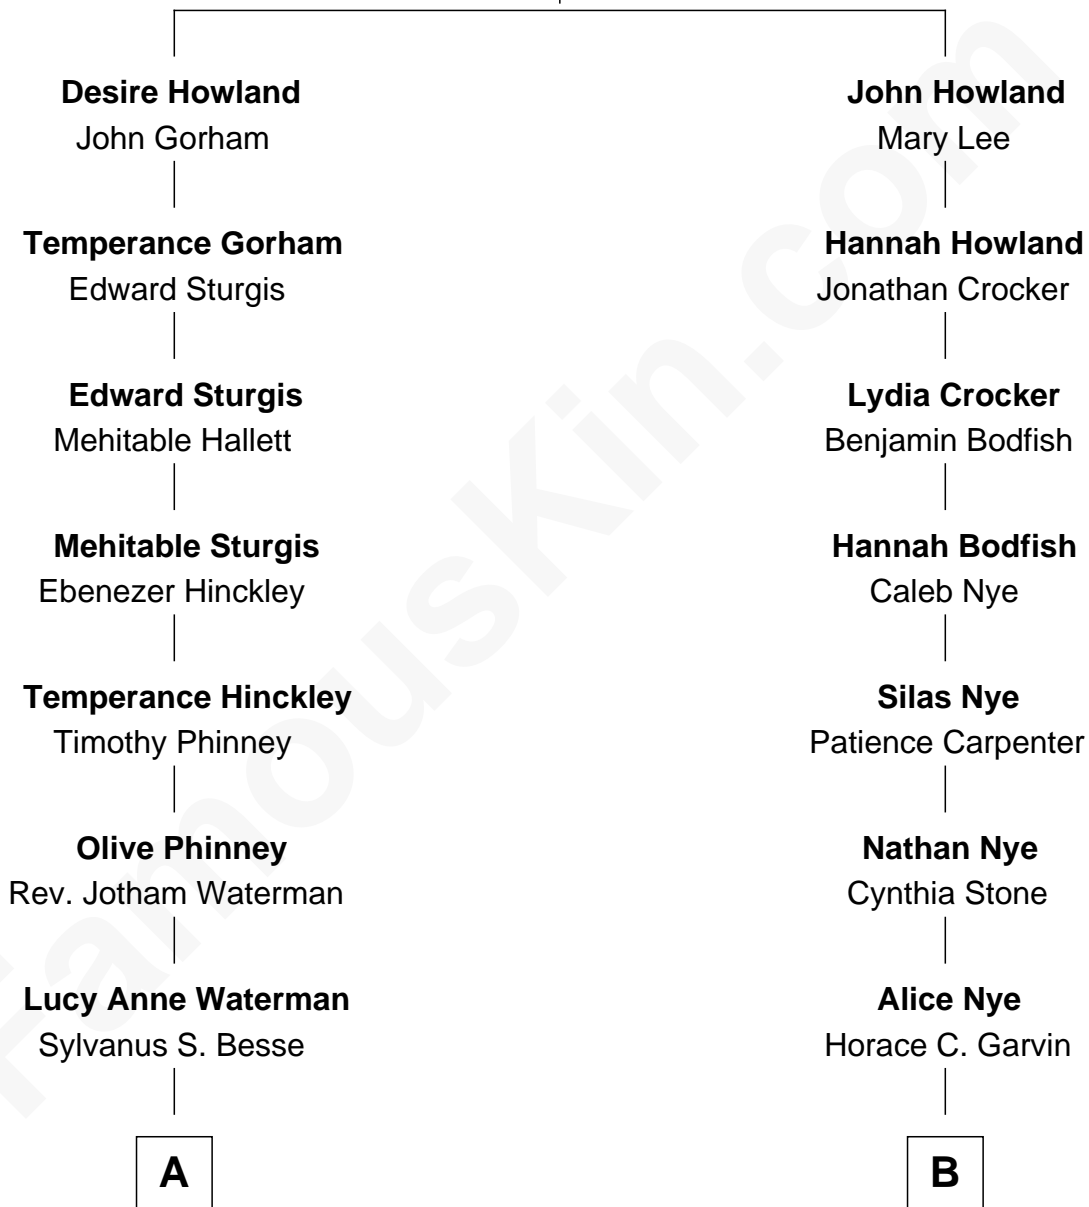 Desire Howland
John Gorham
Temperance Gorham
Edward Sturgis
Edward Sturgis
Mehitable Hallett
Mehitable Sturgis
Ebenezer Hinckley
Temperance Hinckley
Timothy Phinney
Olive Phinney
Rev. Jotham Waterman
Lucy Anne Waterman
Sylvanus S. Besse
A
John Howland
Mary Lee
Hannah Howland
Jonathan Crocker
Lydia Crocker
Benjamin Bodfish
Hannah Bodfish
Caleb Nye
Silas Nye
Patience Carpenter
Nathan Nye
Cynthia Stone
Alice Nye
Horace C. Garvin
B
FamousKin.com